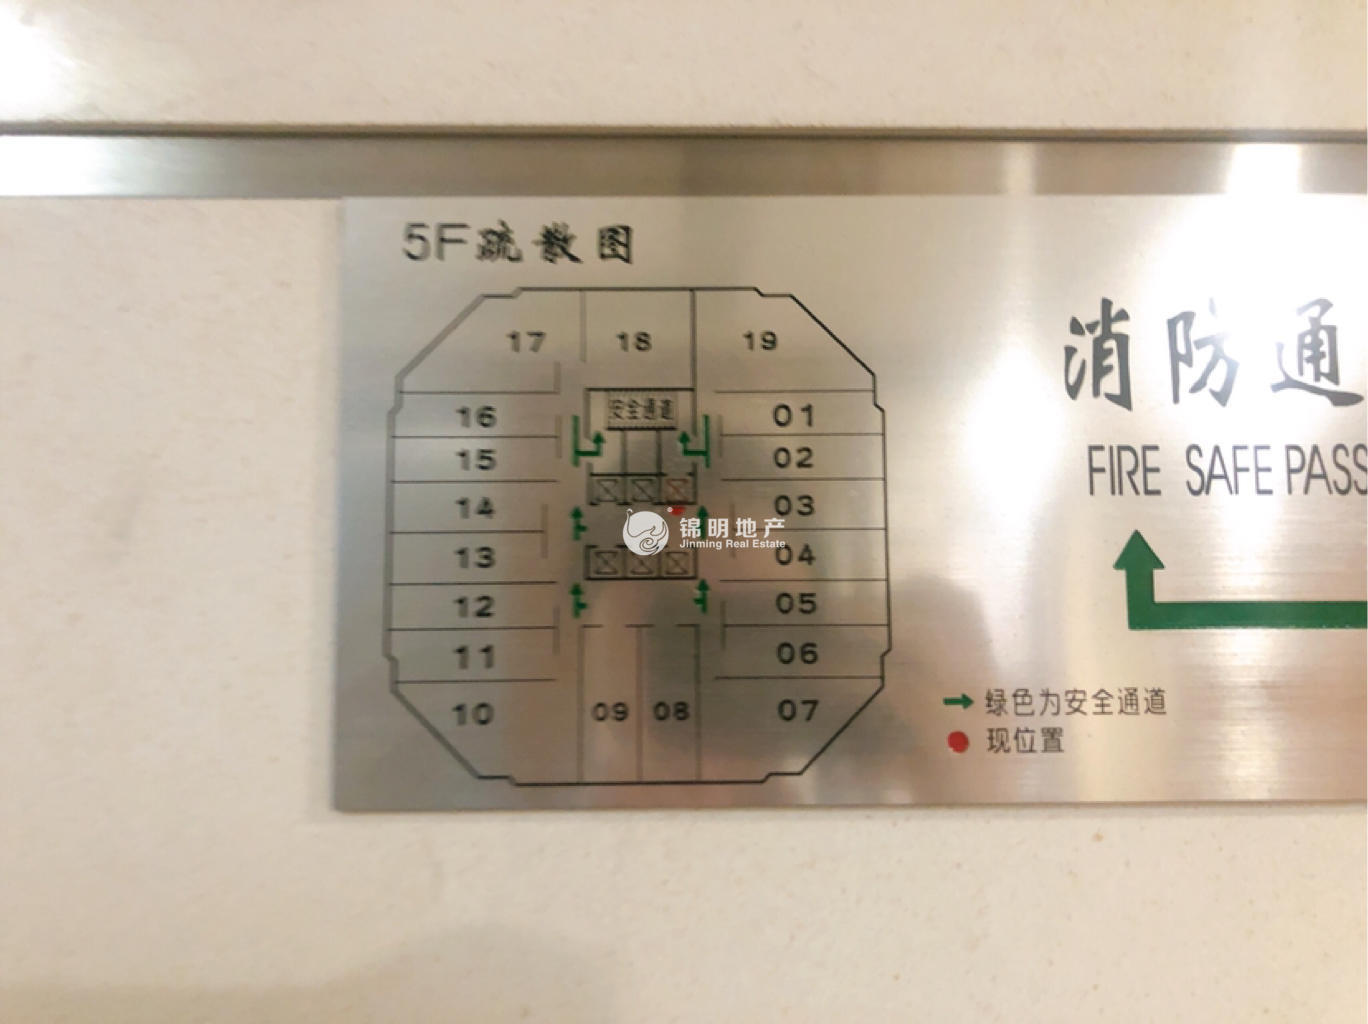 5F疏散图
17 18 19
16 安全通道 01
15 02
14 03
锦明地产
Jinming Real Estate
13 04
12 05
11 06
10 09 08 07
消防通
FIRE SAFE PASS
绿色为安全通道
现位置